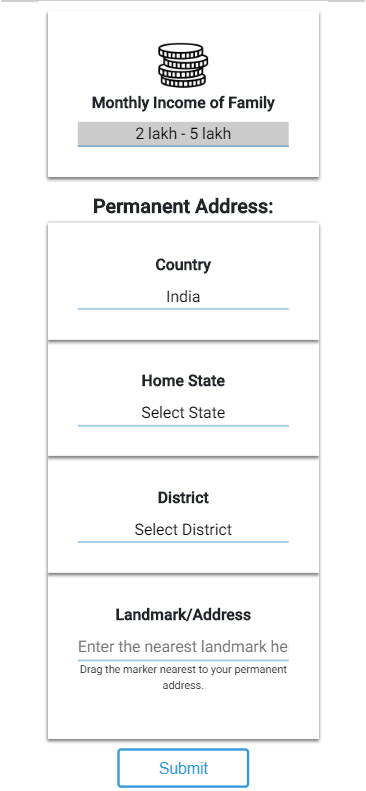 Monthly Income of Family
2 lakh - 5 lakh
Permanent Address:
Country
India
Home State
Select State
District
Select District
Landmark/Address
Enter the nearest landmark he
Drag the marker nearest to your permanent
address.
Submit